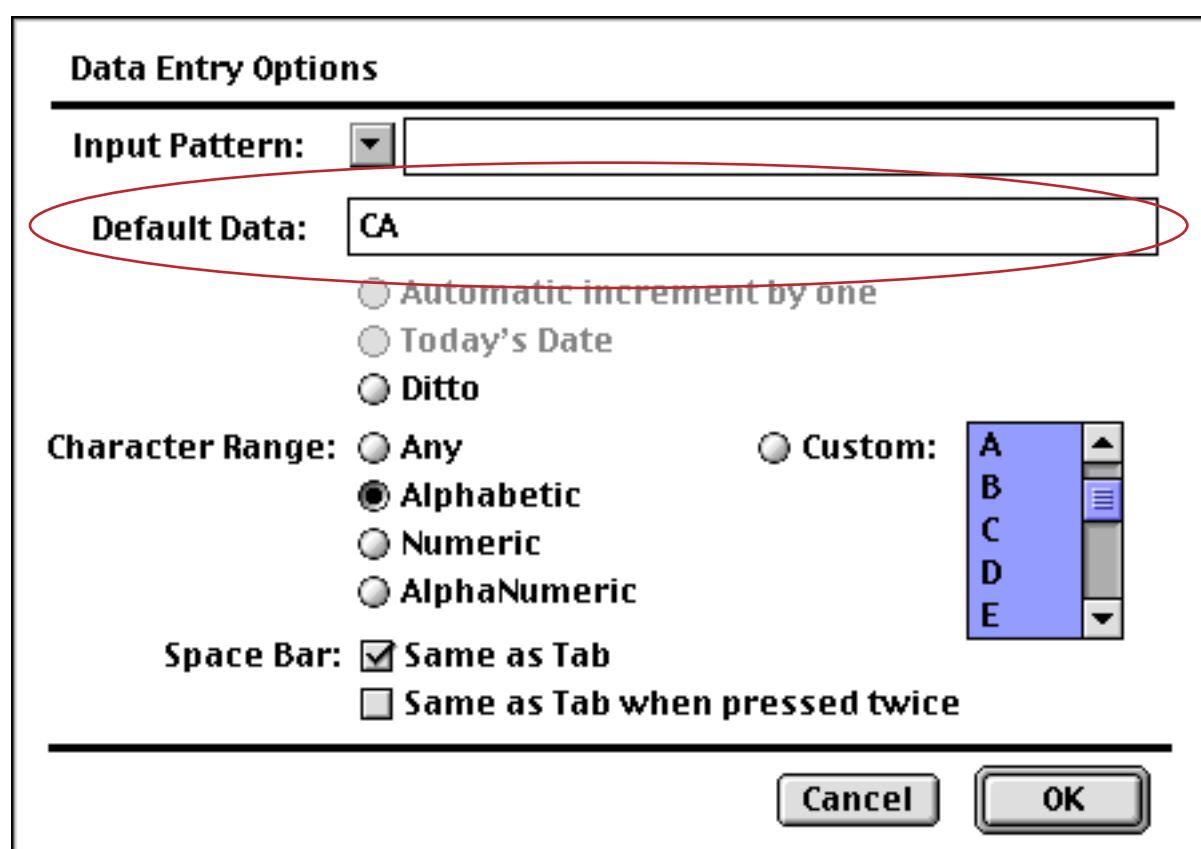 Data Entry Options
Input Pattern:
Default Data: CA
Automatic increment by one
Today's Date
Ditto
Character Range: Any Custom: A
Alphabetic B
C
Numeric D
AlphaNumeric E
Space Bar: Same as Tab
Same as Tab when pressed twice
Cancel OK